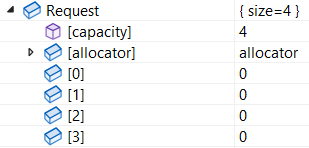 Request { size=4 }
[capacity] 4
[allocator] allocator
[0] 0
[1] 0
[2] 0
[3] 0